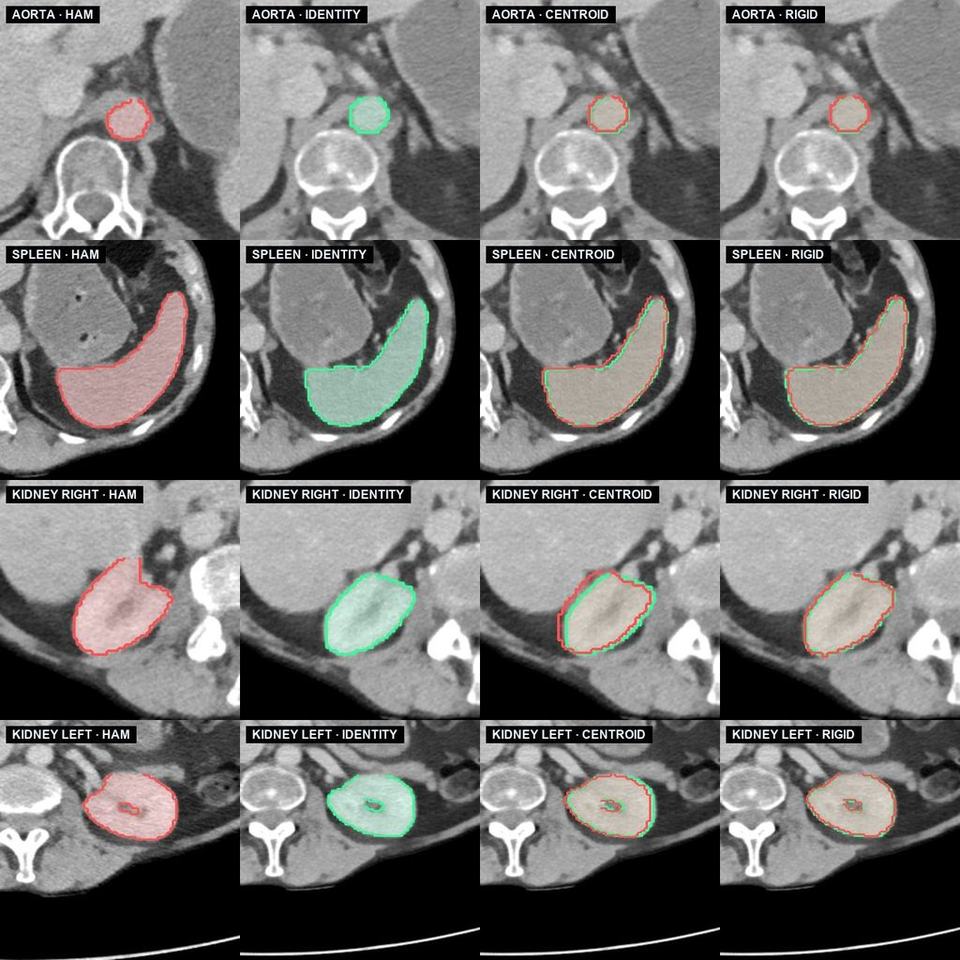 AORTA · HAM
AORTA · IDENTITY
AORTA · CENTROID
AORTA · RIGID
SPLEEN · HAM
SPLEEN · IDENTITY
SPLEEN · CENTROID
SPLEEN · RIGID
KIDNEY RIGHT · HAM
KIDNEY RIGHT · IDENTITY
KIDNEY RIGHT · CENTROID
KIDNEY RIGHT · RIGID
KIDNEY LEFT · HAM
KIDNEY LEFT · IDENTITY
KIDNEY LEFT · CENTROID
KIDNEY LEFT · RIGID